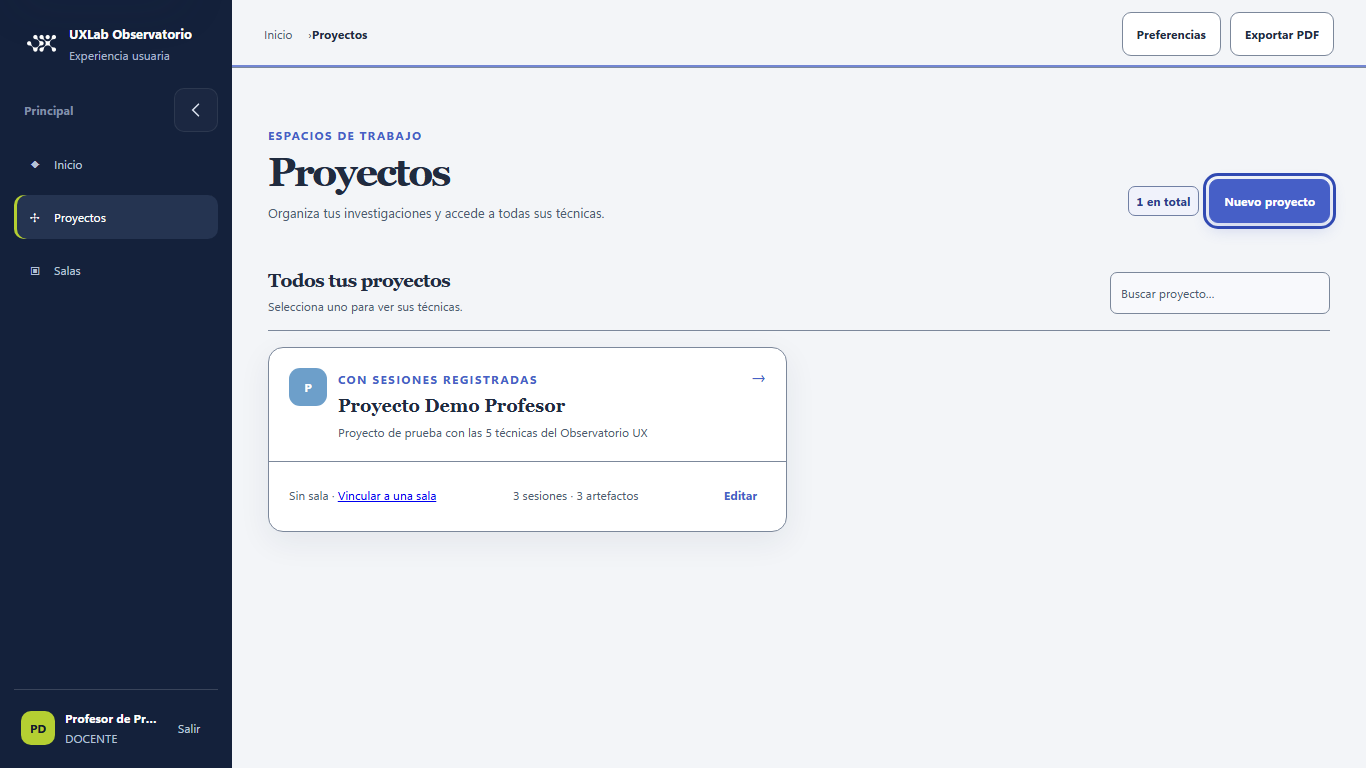 UXLab Observatorio
Experiencia usuaria
Principal
Inicio
Proyectos
Salas
PD
Profesor de Pr...
DOCENTE
Salir
Inicio ›Proyectos
Preferencias
Exportar PDF
ESPACIOS DE TRABAJO
Proyectos
Organiza tus investigaciones y accede a todas sus técnicas.
1 en total
Nuevo proyecto
Todos tus proyectos
Selecciona uno para ver sus técnicas.
Buscar proyecto...
P
CON SESIONES REGISTRADAS
→
Proyecto Demo Profesor
Proyecto de prueba con las 5 técnicas del Observatorio UX
Sin sala · Vincular a una sala
3 sesiones · 3 artefactos
Editar